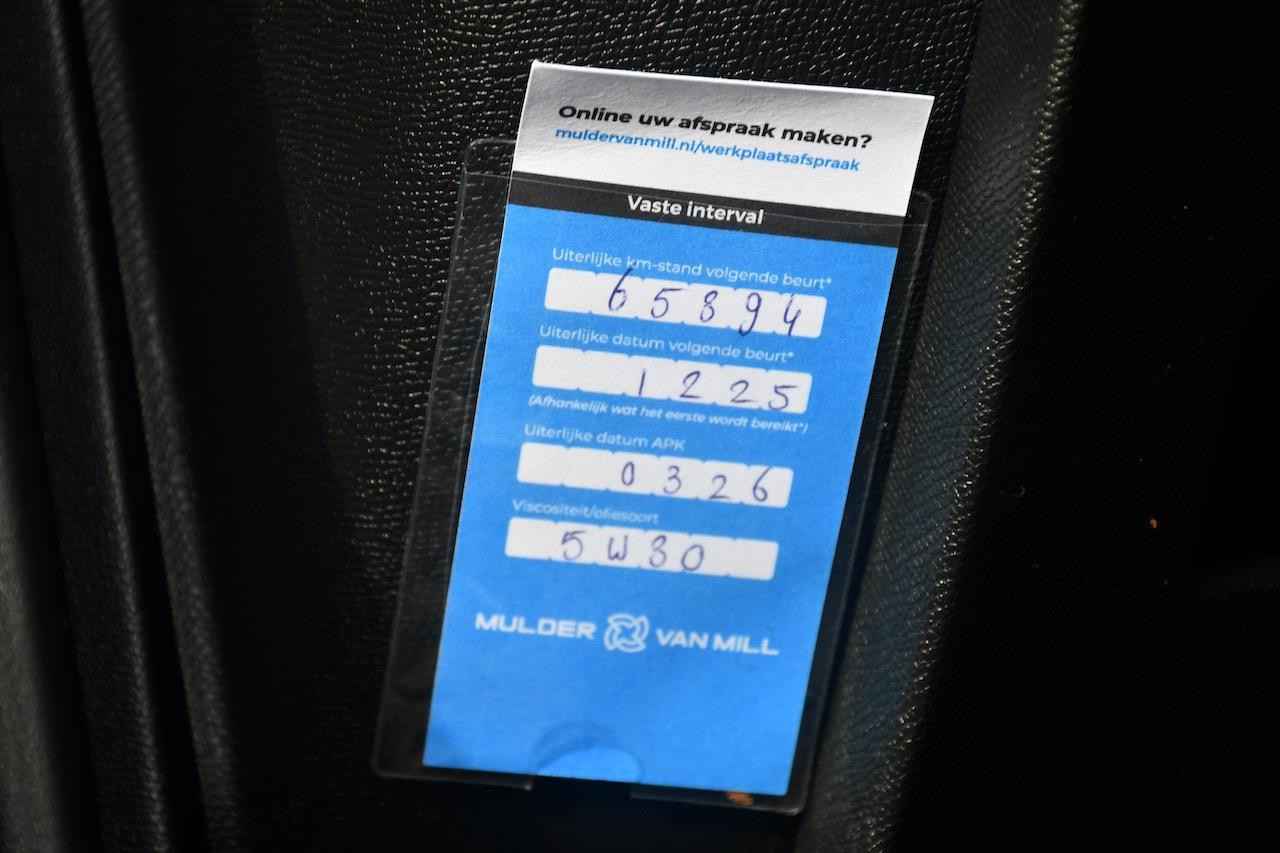 Online uw afspraak maken?
muldervanmill.nl/werkplaatsafspraak
Vaste interval
Uiterlijke km-stand volgende beurt*
65894
Uiterlijke datum volgende beurt*
1225
(Afhankelijk wat het eerste wordt bereikt*)
Uiterlijke datum APK
0326
Viscositeit/oliesoort
5W30
MULDER VAN MILL